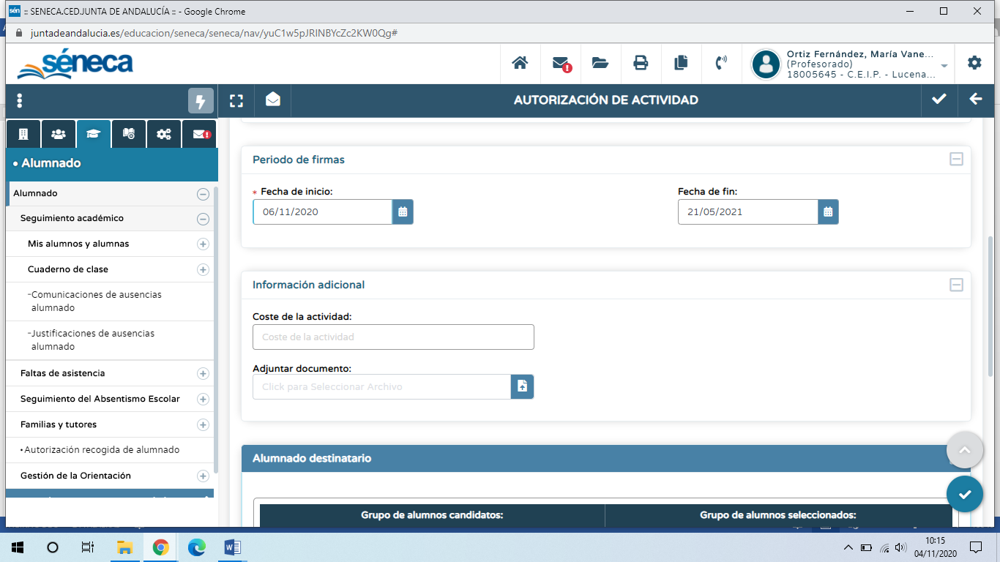 sén :: SENECA.CEDJUNTA DE ANDALUCÍA :: - Google Chrome
juntadeandalucia.es/educacion/seneca/seneca/nav/yuC1w5pJRINBYcZc2KW0Qg#
séneca
Ortiz Fernández, María Vane...
(Profesorado)
18005645 - C.E.I.P. - Lucena...
AUTORIZACIÓN DE ACTIVIDAD
• Alumnado
Alumnado
Seguimiento académico
Mis alumnos y alumnas
Cuaderno de clase
-Comunicaciones de ausencias
alumnado
-Justificaciones de ausencias
alumnado
Faltas de asistencia
Seguimiento del Absentismo Escolar
Familias y tutores
•Autorización recogida de alumnado
Gestión de la Orientación
Periodo de firmas
* Fecha de inicio:
06/11/2020
Fecha de fin:
21/05/2021
Información adicional
Coste de la actividad:
Coste de la actividad
Adjuntar documento:
Click para Seleccionar Archivo
Alumnado destinatario
Grupo de alumnos candidatos:
Grupo de alumnos seleccionados:
10:15
04/11/2020